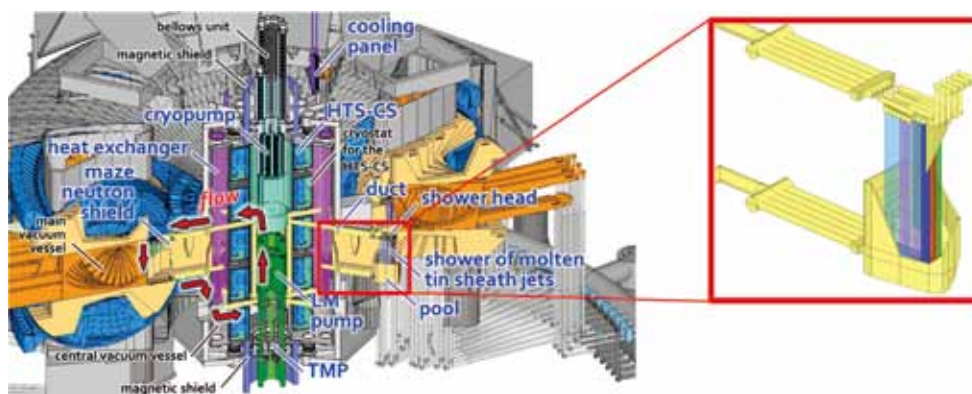 bellows unit
magnetic shield
cooling
panel
cryopump
HTS-CS
heat exchanger
cryostat
for the
HTS-CS
maze
neutron
shield
duct
flow
shower head
main
vacuum
vessel
shower of molten
tin sheath jets
LM
pump
pool
central vacuum vessel
TMP
magnetic shield